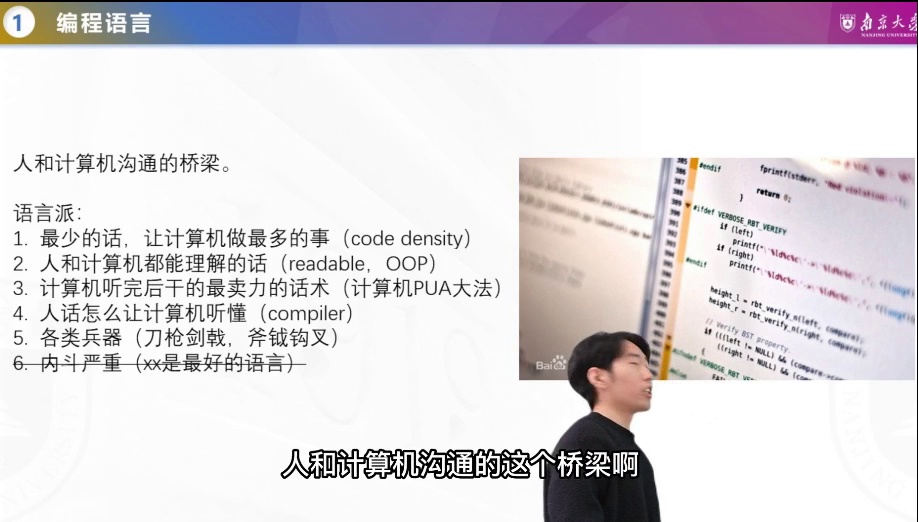 1 编程语言
南京大学
NANJING UNIVERSITY
人和计算机沟通的桥梁。
语言派：
1. 最少的话，让计算机做最多的事（code density）
2. 人和计算机都能理解的话（readable，OOP）
3. 计算机听完后干的最卖力的话术（计算机PUA大法）
4. 人话怎么让计算机听懂（compiler）
5. 各类兵器（刀枪剑戟，斧钺钩叉）
6. 内斗严重（xx是最好的语言）
#endif
fprintf(stderr,
return 0;
}
#ifdef VERBOSE_RBT_VERIFY
if (left)
printf("\
if (right)
printf("\
#endif
height_l = rbt_verify_n(left, compare);
height_r = rbt_verify_n(right, compare);
// Verify BST property.
if (((left != NULL) && (compare
((right != NULL) &&
{
Bai
人和计算机沟通的这个桥梁啊